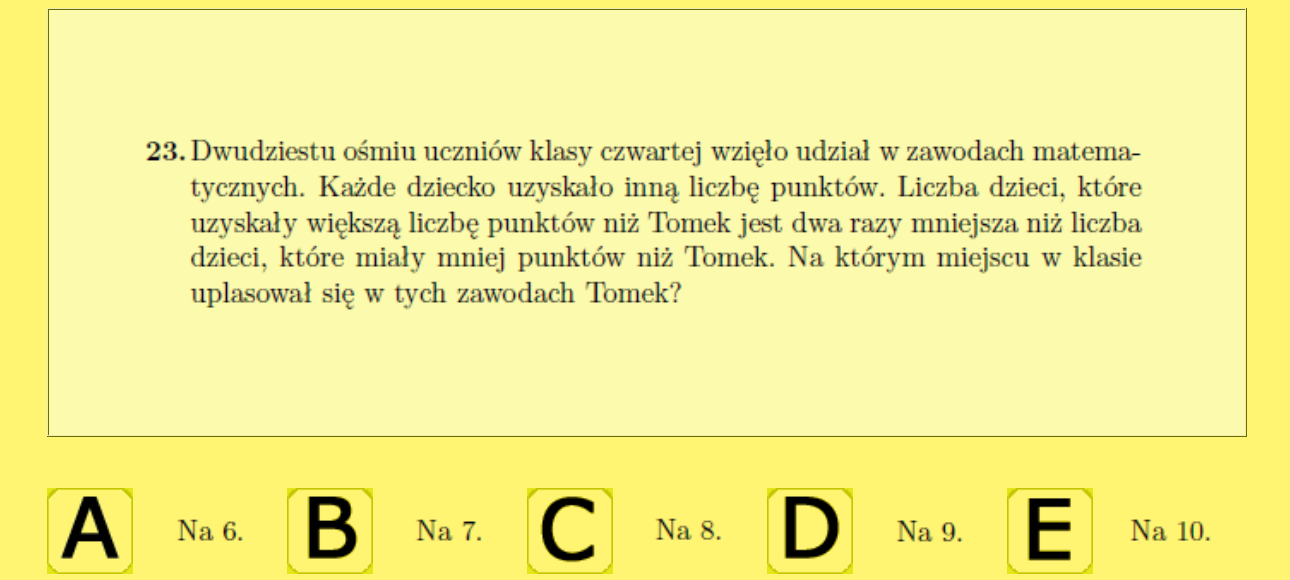 23. Dwudziestu ośmiu uczniów klasy czwartej wzięło udział w zawodach matema-
tycznych. Każde dziecko uzyskało inną liczbę punktów. Liczba dzieci, które
uzyskały większą liczbę punktów niż Tomek jest dwa razy mniejsza niż liczba
dzieci, które miały mniej punktów niż Tomek. Na którym miejscu w klasie
uplasował się w tych zawodach Tomek?
A Na 6. B Na 7. C Na 8. D Na 9. E Na 10.